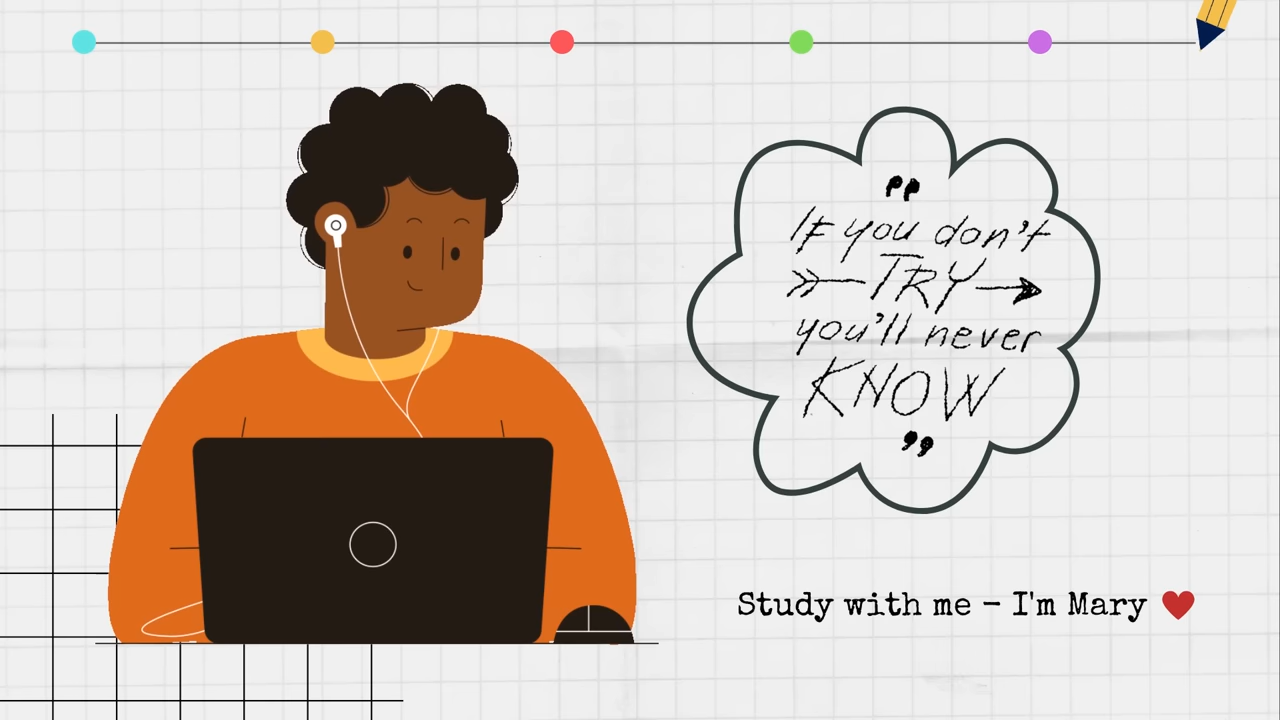 "
If you don't
TRY
you'll never
KNOW
"
Study with me - I'm Mary ❤